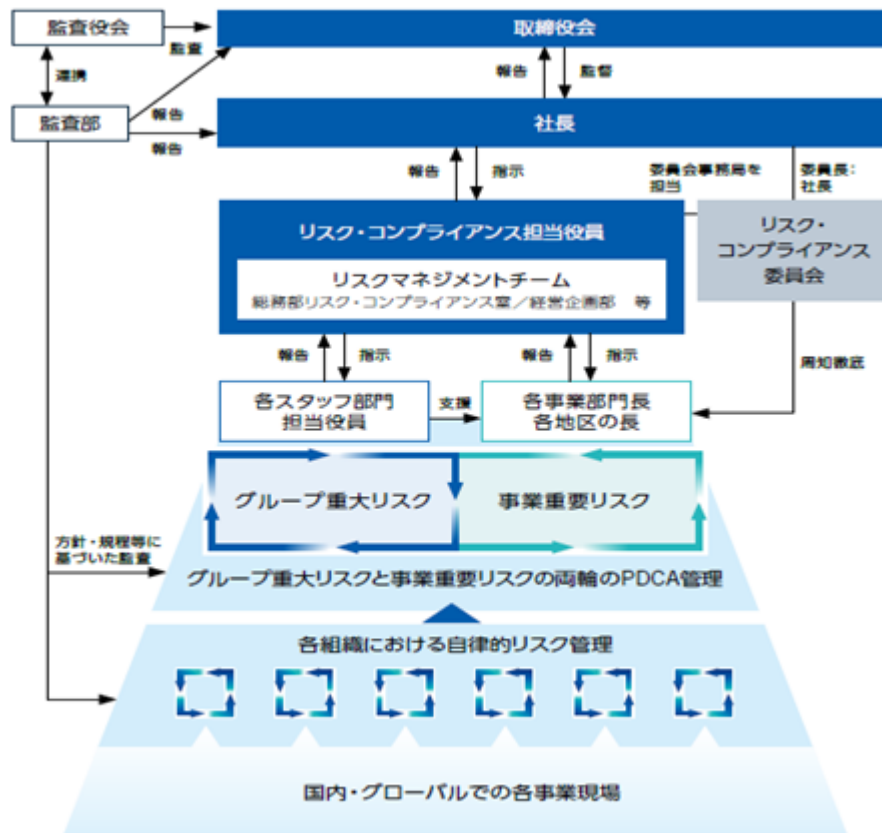 監査役会
取締役会
監査
連携
報告
監督
監査部
報告
報告
社長
報告
指示
委員会事務局を
担当
委員長：
社長
リスク・コンプライアンス担当役員
リスクマネジメントチーム
総務部リスク・コンプライアンス室／経営企画部　等
リスク・
コンプライアンス
委員会
報告
指示
報告
指示
周知徹底
各スタッフ部門
担当役員
支援
各事業部門長
各地区の長
グループ重大リスク
事業重要リスク
方針・規程等に
基づいた監査
グループ重大リスクと事業重要リスクの両輪のPDCA管理
各組織における自律的リスク管理
国内・グローバルでの各事業現場